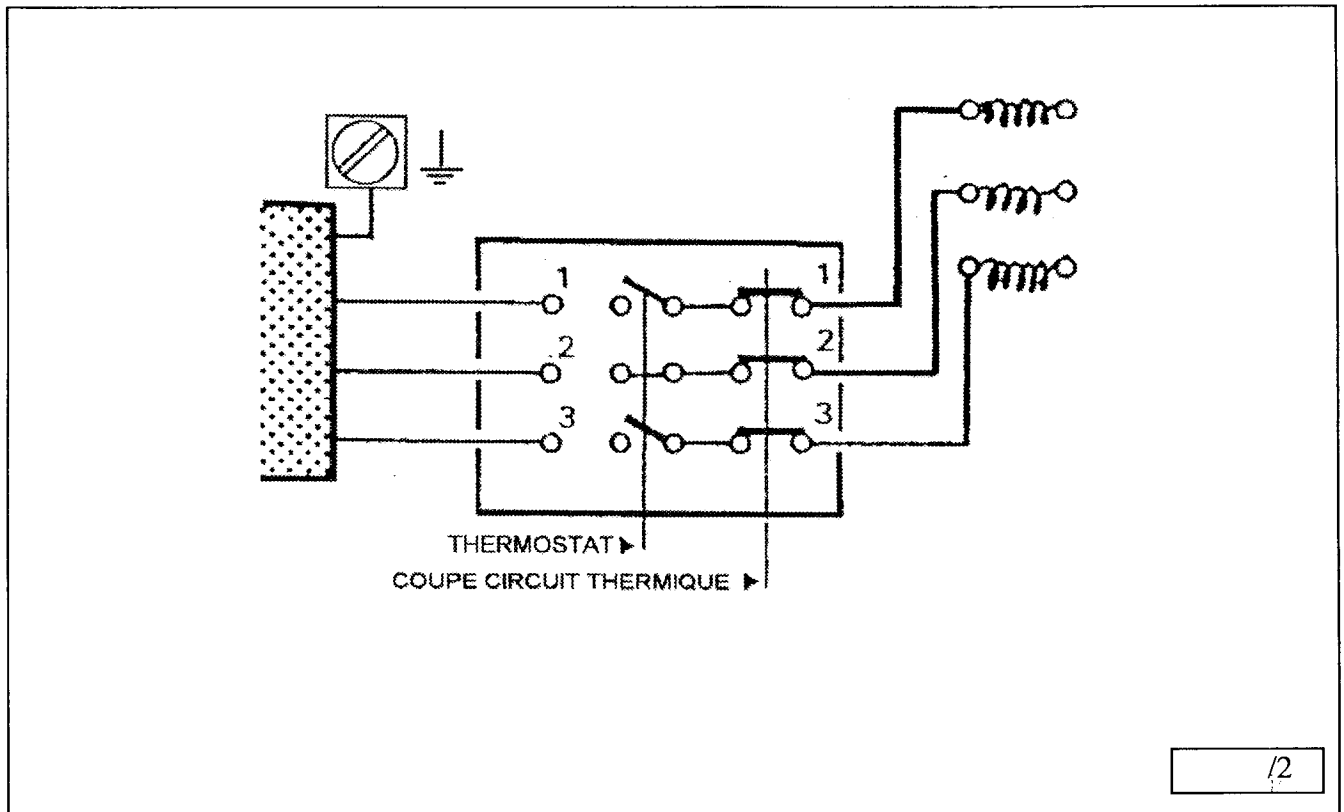 1 1
2 2
3 3
THERMOSTAT
COUPE CIRCUIT THERMIQUE
/2